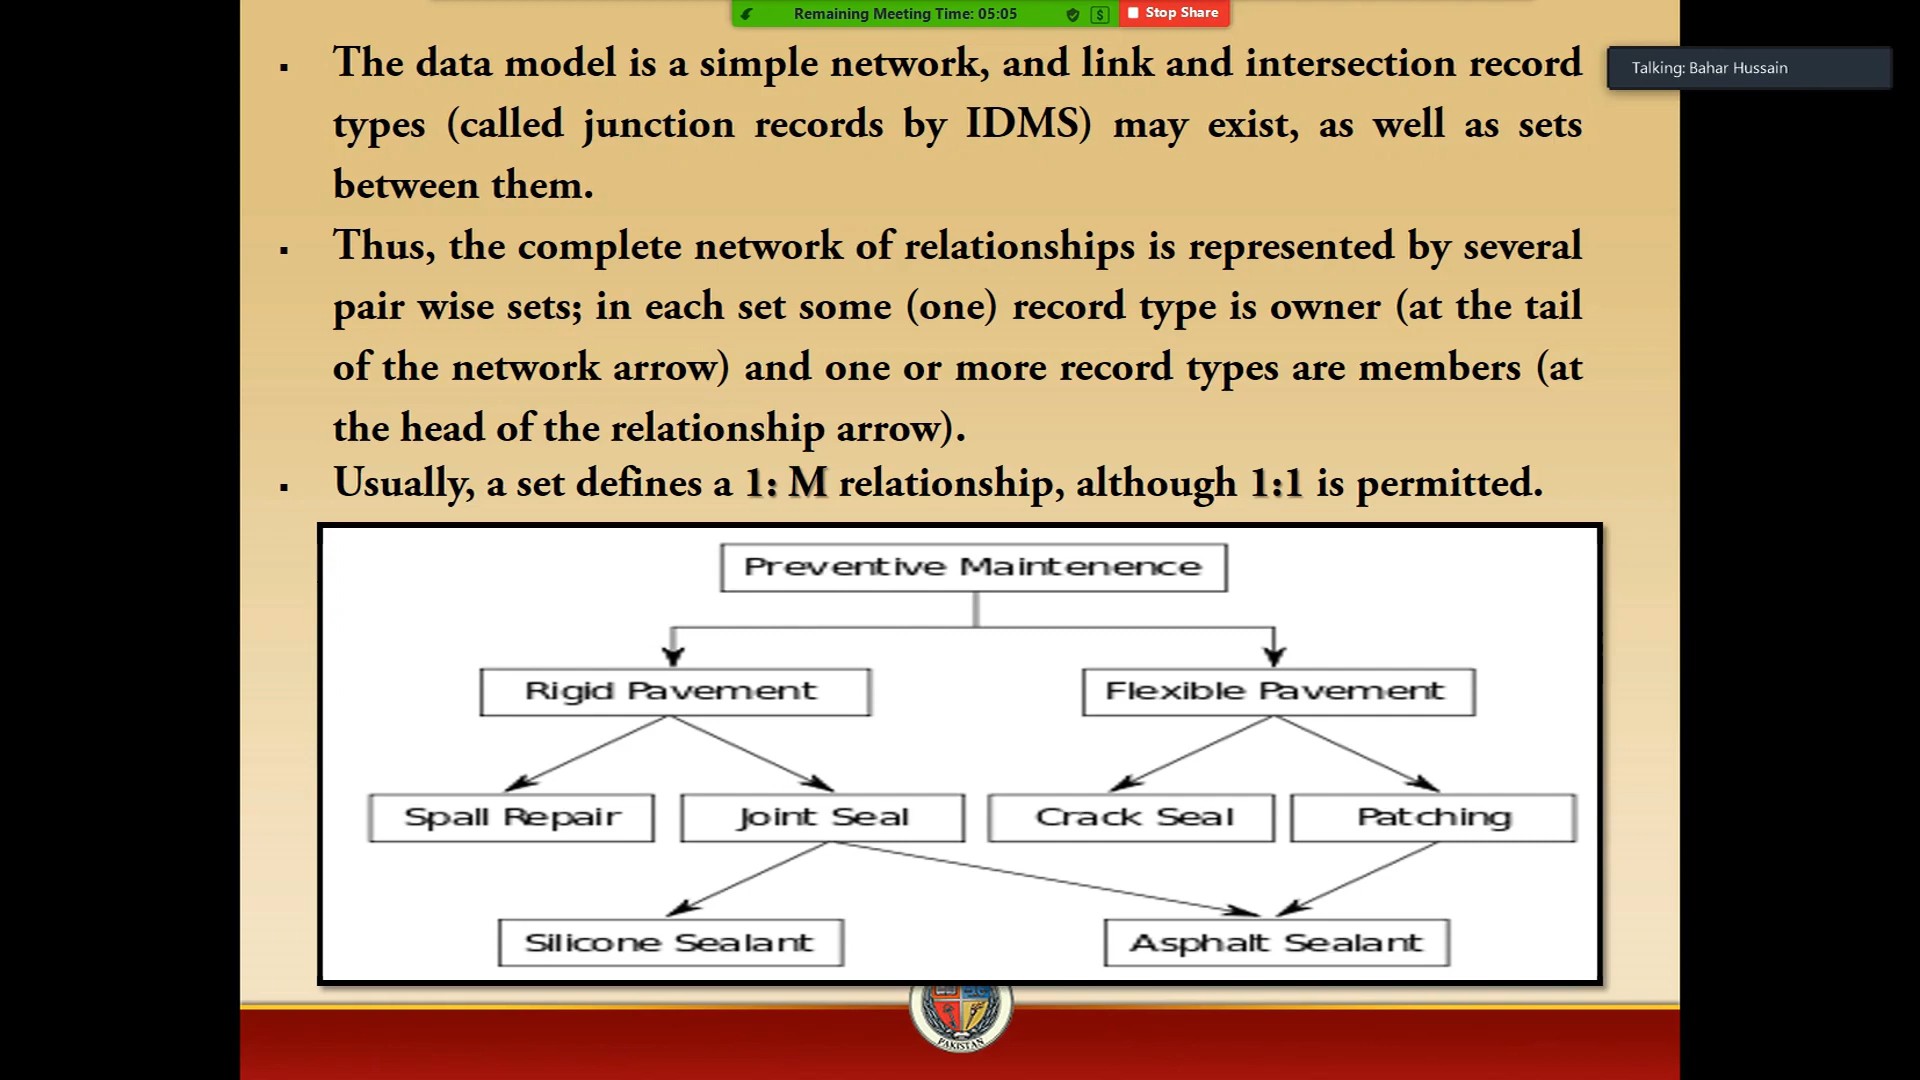 Remaining Meeting Time: 05:05
$
Stop Share
Talking: Bahar Hussain
▪ The data model is a simple network, and link and intersection record
types (called junction records by IDMS) may exist, as well as sets
between them.
▪ Thus, the complete network of relationships is represented by several
pair wise sets; in each set some (one) record type is owner (at the tail
of the network arrow) and one or more record types are members (at
the head of the relationship arrow).
▪ Usually, a set defines a 1: M relationship, although 1:1 is permitted.
Preventive Maintenence
Rigid Pavement
Flexible Pavement
Spall Repair
Joint Seal
Crack Seal
Patching
Silicone Sealant
Asphalt Sealant
PAKISTAN